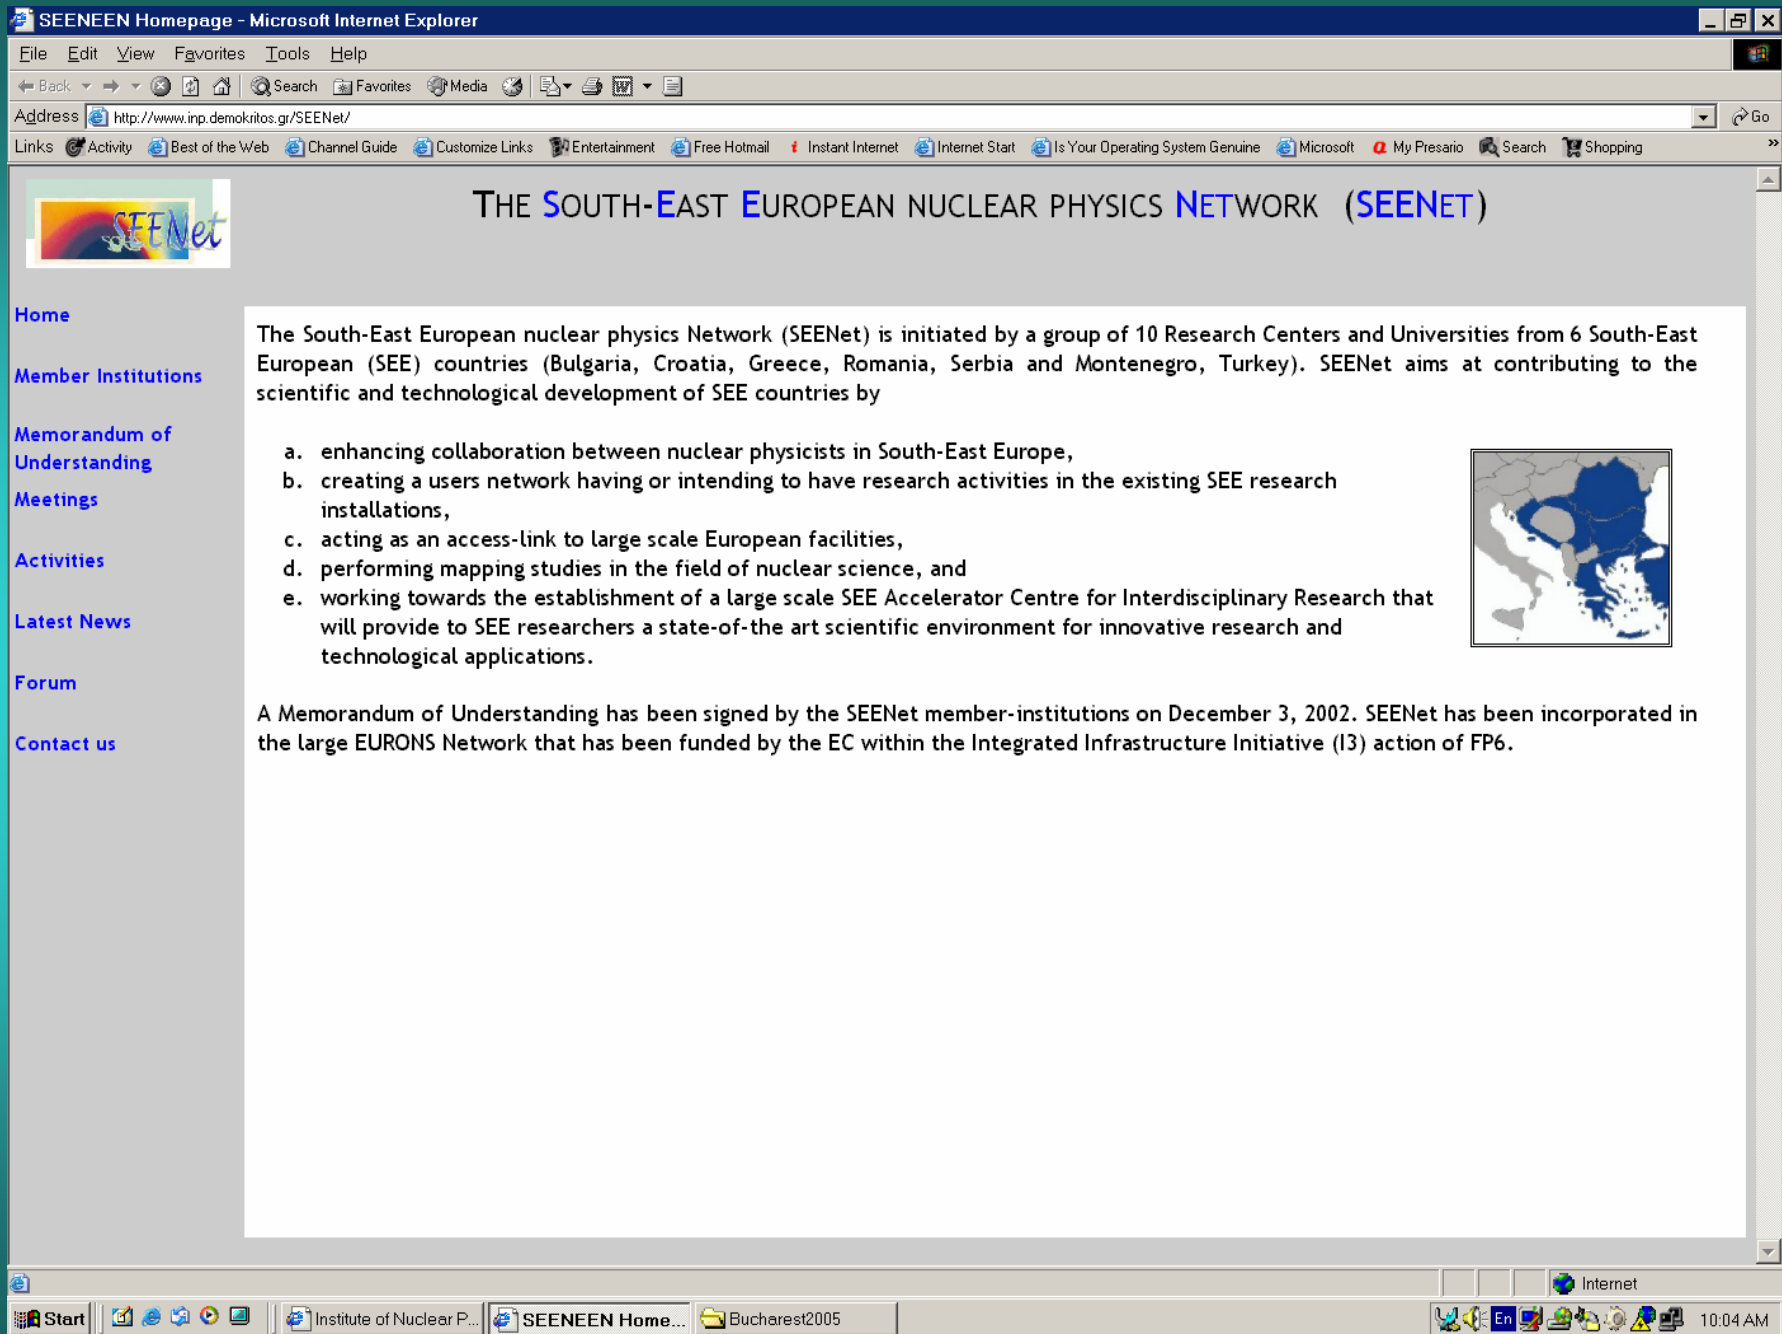 SEENEEN Homepage - Microsoft Internet Explorer
File Edit View Favorites Tools Help
Back Search Favorites Media
Address http://www.inp.demokritos.gr/SEENet/ Go
Links Activity Best of the Web Channel Guide Customize Links Entertainment Free Hotmail Instant Internet Internet Start Is Your Operating System Genuine Microsoft My Presario Search Shopping »
SEENet
THE SOUTH-EAST EUROPEAN NUCLEAR PHYSICS NETWORK (SEENET)
Home
Member Institutions
Memorandum of
Understanding
Meetings
Activities
Latest News
Forum
Contact us
The South-East European nuclear physics Network (SEENet) is initiated by a group of 10 Research Centers and Universities from 6 South-East
European (SEE) countries (Bulgaria, Croatia, Greece, Romania, Serbia and Montenegro, Turkey). SEENet aims at contributing to the
scientific and technological development of SEE countries by
a. enhancing collaboration between nuclear physicists in South-East Europe,
b. creating a users network having or intending to have research activities in the existing SEE research
installations,
c. acting as an access-link to large scale European facilities,
d. performing mapping studies in the field of nuclear science, and
e. working towards the establishment of a large scale SEE Accelerator Centre for Interdisciplinary Research that
will provide to SEE researchers a state-of-the art scientific environment for innovative research and
technological applications.
A Memorandum of Understanding has been signed by the SEENet member-institutions on December 3, 2002. SEENet has been incorporated in
the large EURONS Network that has been funded by the EC within the Integrated Infrastructure Initiative (I3) action of FP6.
Internet
Start Institute of Nuclear P... SEENEEN Home... Bucharest2005 En 10:04 AM